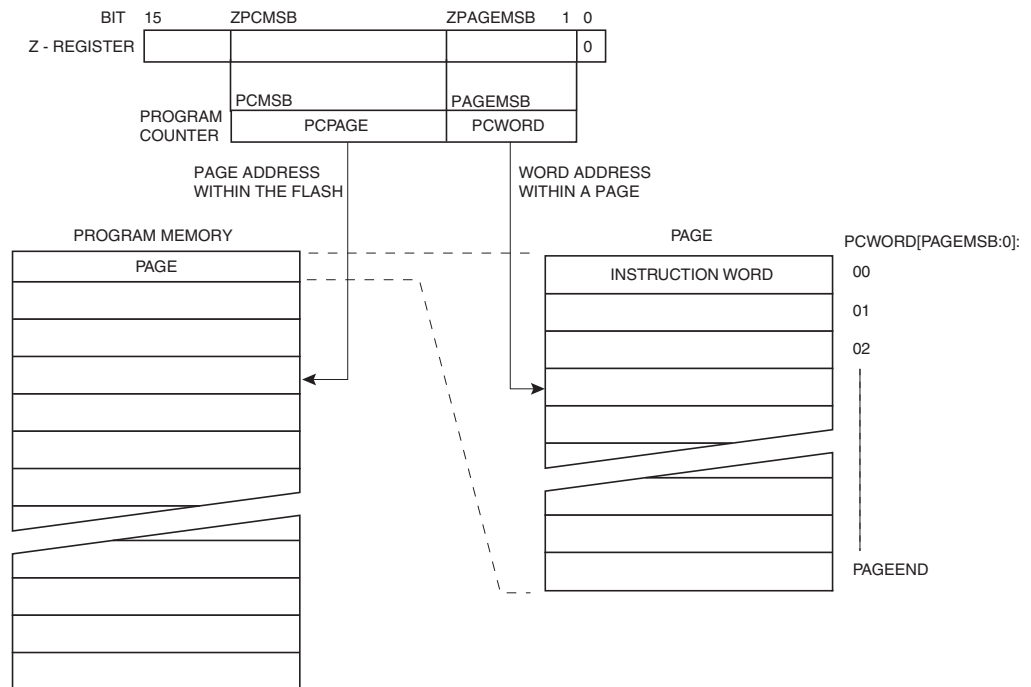 BIT 15 ZPCMSB ZPAGEMSB 1 0
Z - REGISTER 0
PCMSB PAGEMSB
PROGRAM
COUNTER
PCPAGE PCWORD
PAGE ADDRESS
WITHIN THE FLASH
WORD ADDRESS
WITHIN A PAGE
PROGRAM MEMORY
PAGE
PAGE
PCWORD[PAGEMSB:0]:
INSTRUCTION WORD 00
01
02
PAGEEND